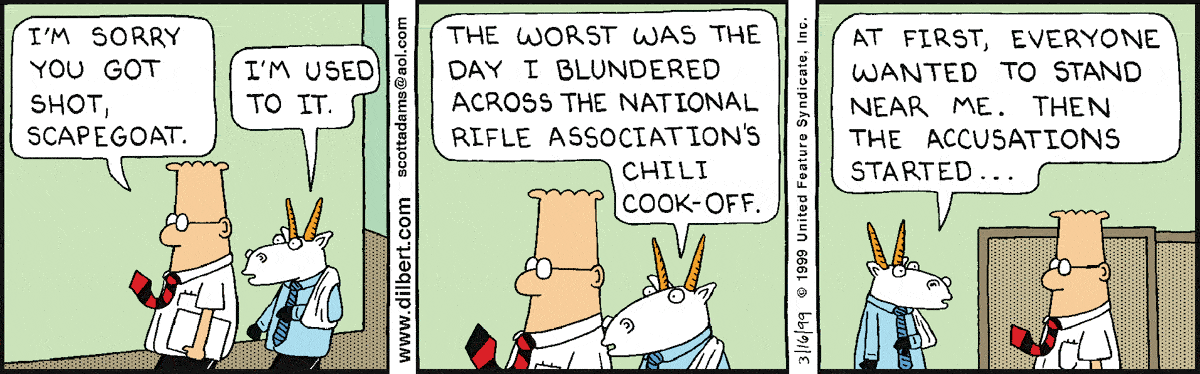 I'M SORRY
YOU GOT
SHOT,
SCAPEGOAT.
I'M USED
TO IT.
www.dilbert.com scottadams@aol.com
THE WORST WAS THE
DAY I BLUNDERED
ACROSS THE NATIONAL
RIFLE ASSOCIATION'S
CHILI
COOK-OFF.
3/16/99 © 1999 United Feature Syndicate, Inc.
AT FIRST, EVERYONE
WANTED TO STAND
NEAR ME. THEN
THE ACCUSATIONS
STARTED...